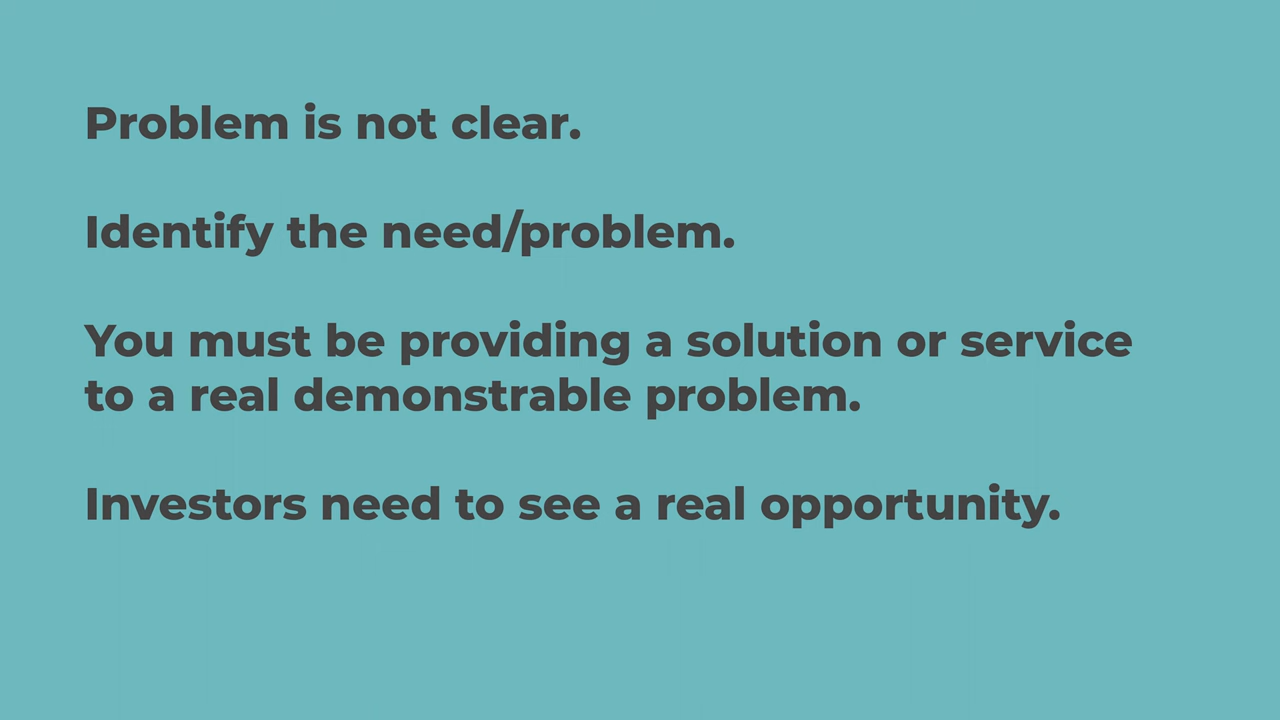 Problem is not clear.
Identify the need/problem.
You must be providing a solution or service
to a real demonstrable problem.
Investors need to see a real opportunity.